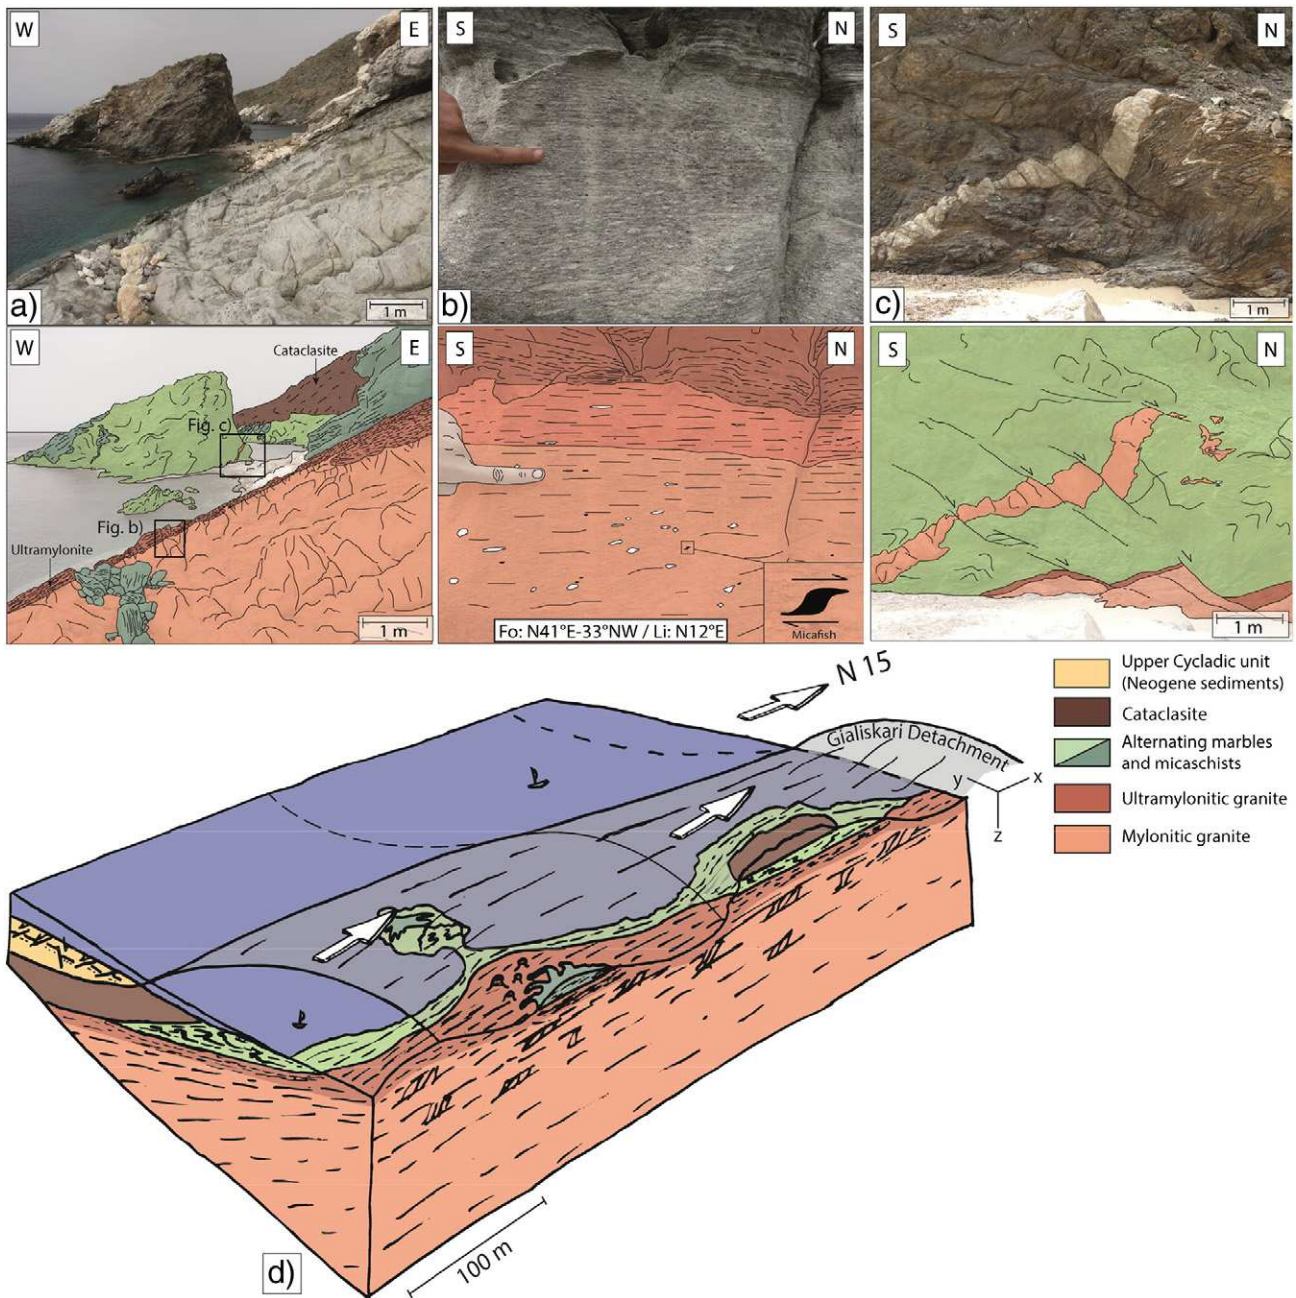 W
E
a)
1 m
S
N
b)
S
N
c)
1 m
W
E
Cataclasite
Fig. c)
Fig. b)
Ultramylonite
1 m
S
N
Fo: N41°E-33°NW / Li: N12°E
Micafish
S
N
1 m
N 15
Gialiskari Detachment
y
x
z
100 m
d)
Upper Cycladic unit
(Neogene sediments)
Cataclasite
Alternating marbles
and micaschists
Ultramylonitic granite
Mylonitic granite